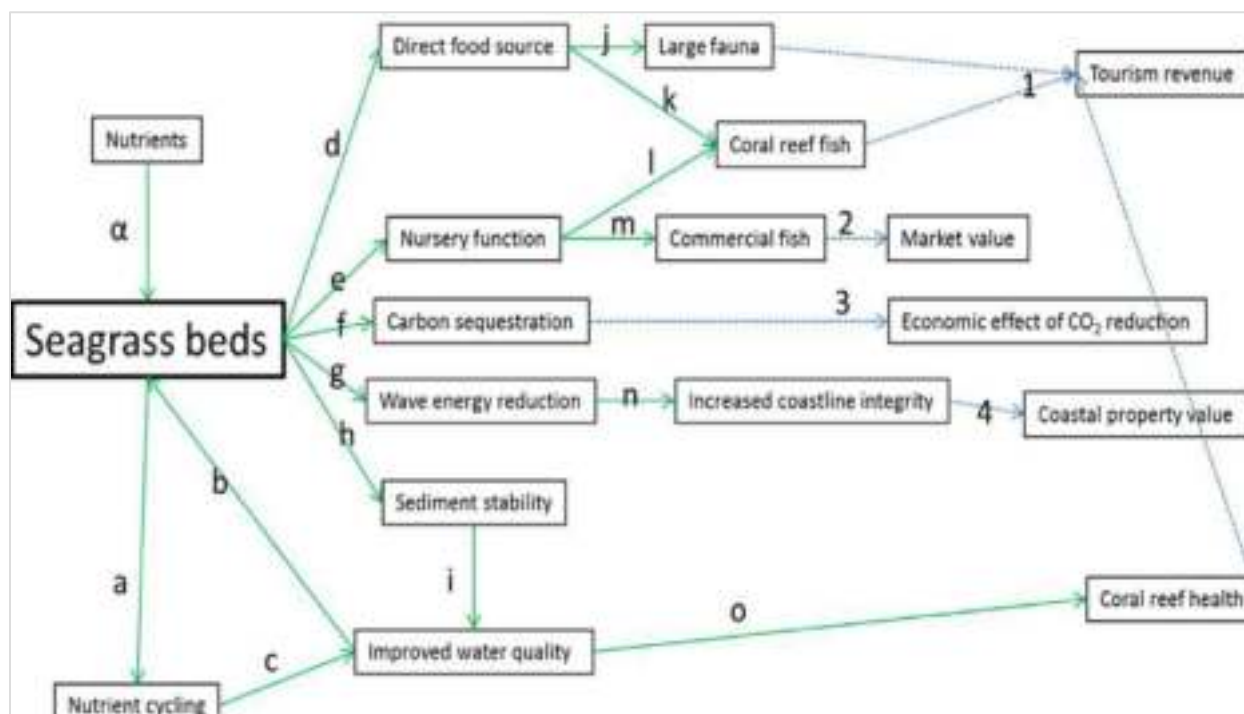 Direct food source
j
Large fauna
Tourism revenue
1
k
Nutrients
d
Coral reef fish
l
α
Nursery function
m
Commercial fish
2
Market value
e
Seagrass beds
f
Carbon sequestration
3
Economic effect of CO₂ reduction
g
Wave energy reduction
n
Increased coastline integrity
4
Coastal property value
h
b
Sediment stability
a
i
Coral reef health
o
c
Improved water quality
Nutrient cycling